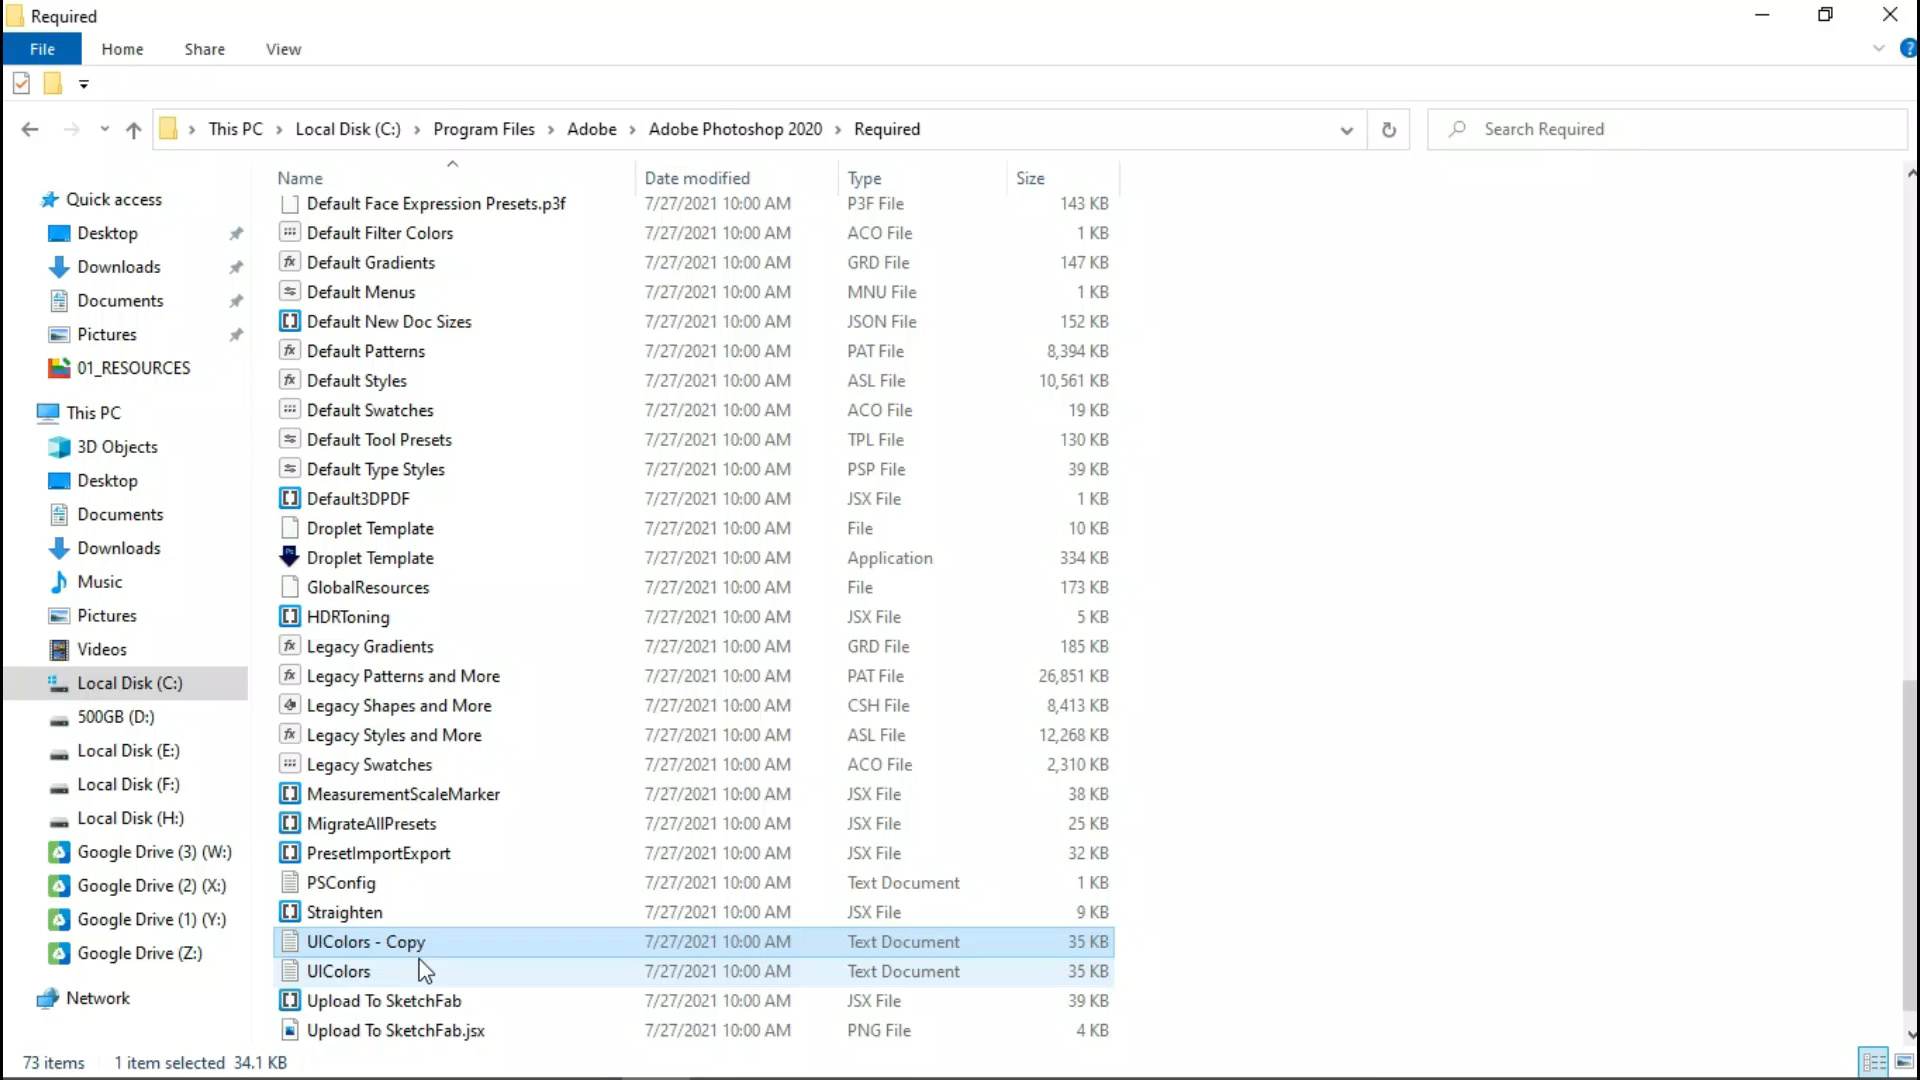 Required
File Home Share View
This PC Local Disk (C:) Program Files Adobe Adobe Photoshop 2020 Required
Search Required
Quick access
Desktop
Downloads
Documents
Pictures
01_RESOURCES
This PC
3D Objects
Desktop
Documents
Downloads
Music
Pictures
Videos
Local Disk (C:)
500GB (D:)
Local Disk (E:)
Local Disk (F:)
Local Disk (H:)
Google Drive (3) (W:)
Google Drive (2) (X:)
Google Drive (1) (Y:)
Google Drive (Z:)
Network
Name Date modified Type Size
Default Face Expression Presets.p3f 7/27/2021 10:00 AM P3F File 143 KB
Default Filter Colors 7/27/2021 10:00 AM ACO File 1 KB
Default Gradients 7/27/2021 10:00 AM GRD File 147 KB
Default Menus 7/27/2021 10:00 AM MNU File 1 KB
Default New Doc Sizes 7/27/2021 10:00 AM JSON File 152 KB
Default Patterns 7/27/2021 10:00 AM PAT File 8,394 KB
Default Styles 7/27/2021 10:00 AM ASL File 10,561 KB
Default Swatches 7/27/2021 10:00 AM ACO File 19 KB
Default Tool Presets 7/27/2021 10:00 AM TPL File 130 KB
Default Type Styles 7/27/2021 10:00 AM PSP File 39 KB
Default3DPDF 7/27/2021 10:00 AM JSX File 1 KB
Droplet Template 7/27/2021 10:00 AM File 10 KB
Droplet Template 7/27/2021 10:00 AM Application 334 KB
GlobalResources 7/27/2021 10:00 AM File 173 KB
HDRToning 7/27/2021 10:00 AM JSX File 5 KB
Legacy Gradients 7/27/2021 10:00 AM GRD File 185 KB
Legacy Patterns and More 7/27/2021 10:00 AM PAT File 26,851 KB
Legacy Shapes and More 7/27/2021 10:00 AM CSH File 8,413 KB
Legacy Styles and More 7/27/2021 10:00 AM ASL File 12,268 KB
Legacy Swatches 7/27/2021 10:00 AM ACO File 2,310 KB
MeasurementScaleMarker 7/27/2021 10:00 AM JSX File 38 KB
MigrateAllPresets 7/27/2021 10:00 AM JSX File 25 KB
PresetImportExport 7/27/2021 10:00 AM JSX File 32 KB
PSConfig 7/27/2021 10:00 AM Text Document 1 KB
Straighten 7/27/2021 10:00 AM JSX File 9 KB
UIColors - Copy 7/27/2021 10:00 AM Text Document 35 KB
UIColors 7/27/2021 10:00 AM Text Document 35 KB
Upload To SketchFab 7/27/2021 10:00 AM JSX File 39 KB
Upload To SketchFab.jsx 7/27/2021 10:00 AM PNG File 4 KB
73 items 1 item selected 34.1 KB